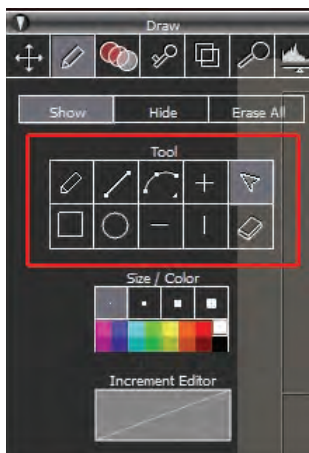 Draw
Show Hide Erase All
Tool
Size / Color
Increment Editor